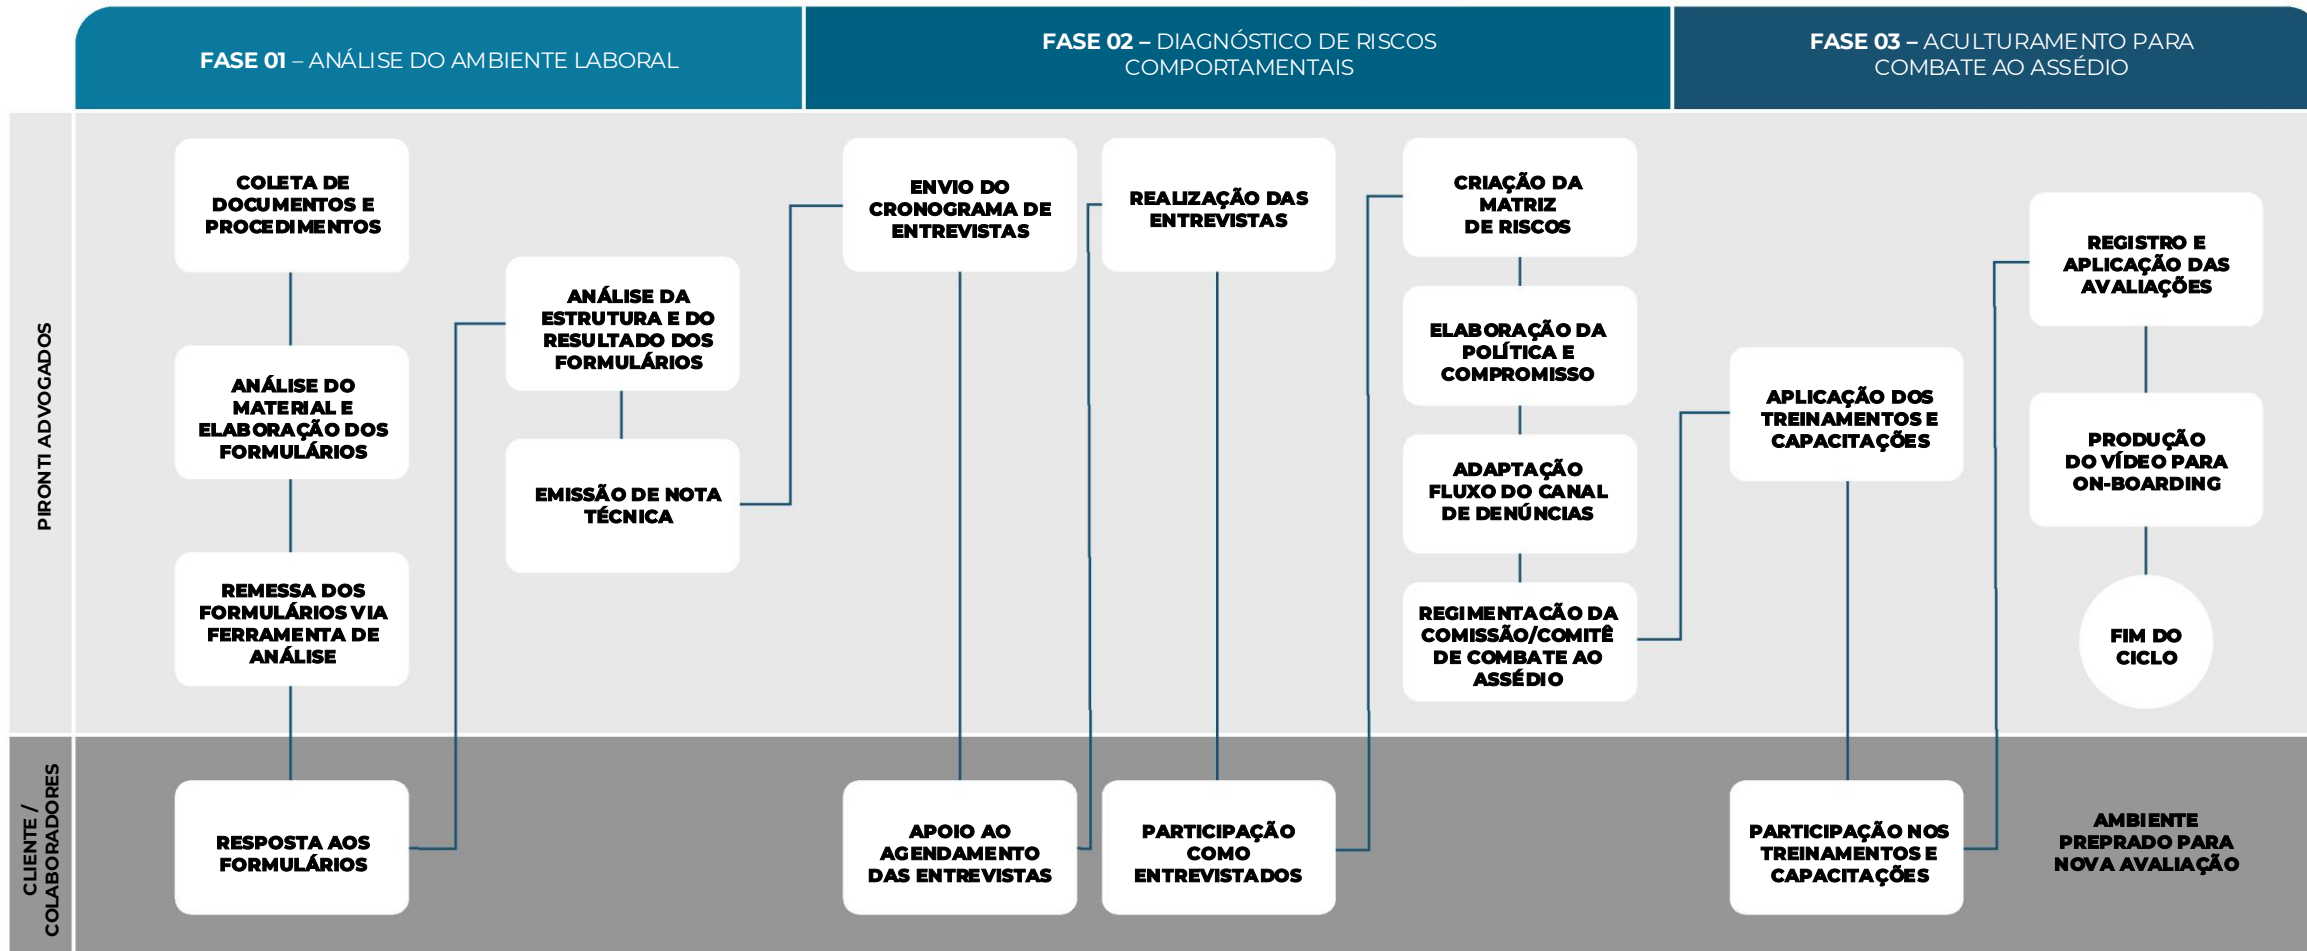 FASE 01 – ANÁLISE DO AMBIENTE LABORAL
FASE 02 – DIAGNÓSTICO DE RISCOS
COMPORTAMENTAIS
FASE 03 – ACULTURAMENTO PARA
COMBATE AO ASSÉDIO
PIRONTI ADVOGADOS
COLETA DE
DOCUMENTOS E
PROCEDIMENTOS
ANÁLISE DO
MATERIAL E
ELABORAÇÃO DOS
FORMULÁRIOS
REMESSA DOS
FORMULÁRIOS VIA
FERRAMENTA DE
ANÁLISE
ANÁLISE DA
ESTRUTURA E DO
RESULTADO DOS
FORMULÁRIOS
EMISSÃO DE NOTA
TÉCNICA
ENVIO DO
CRONOGRAMA DE
ENTREVISTAS
REALIZAÇÃO DAS
ENTREVISTAS
CRIAÇÃO DA
MATRIZ
DE RISCOS
ELABORAÇÃO DA
POLÍTICA E
COMPROMISSO
ADAPTAÇÃO
FLUXO DO CANAL
DE DENÚNCIAS
REGIMENTACÃO DA
COMISSÃO/COMITÊ
DE COMBATE AO
ASSÉDIO
APLICAÇÃO DOS
TREINAMENTOS E
CAPACITAÇÕES
REGISTRO E
APLICAÇÃO DAS
AVALIAÇÕES
PRODUÇÃO
DO VÍDEO PARA
ON-BOARDING
FIM DO
CICLO
CLIENTE /
COLABORADORES
RESPOSTA AOS
FORMULÁRIOS
APOIO AO
AGENDAMENTO
DAS ENTREVISTAS
PARTICIPAÇÃO
COMO
ENTREVISTADOS
PARTICIPAÇÃO NOS
TREINAMENTOS E
CAPACITAÇÕES
AMBIENTE
PREPRADO PARA
NOVA AVALIAÇÃO